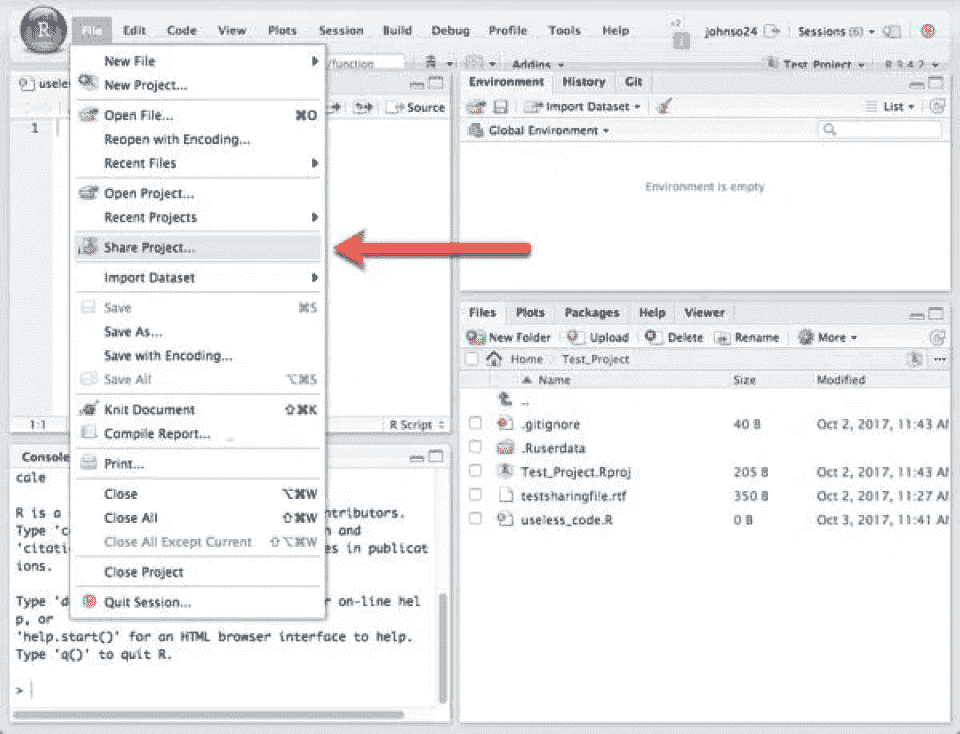 R File Edit Code View Plots Session Build Debug Profile Tools Help johnso24 Sessions (6)
/function Addins Test Project R 3.4.2
useles
Source
1
New File
New Project...
Open File... ⌘O
Reopen with Encoding...
Recent Files
Open Project...
Recent Projects
Share Project...
Import Dataset
Save ⌘S
Save As...
Save with Encoding...
Save All ⌥⌘S
Knit Document ⇧⌘K
Compile Report...
Print...
Close ⌥⌘W
Close All ⇧⌘W
Close All Except Current ⇧⌥⌘W
Close Project
Quit Session...
1:1 R Script
Console
cale
R is a ntributors.
Type 'c n and
'citati es in publicat
ions.
Type 'd r on-line hel
p, or
'help.start()' for an HTML browser interface to help.
Type 'q()' to quit R.
>
Environment History Git
Import Dataset List
Global Environment
Environment is empty
Files Plots Packages Help Viewer
New Folder Upload Delete Rename More
Home Test_Project ...
Name Size Modified
..
.gitignore 40 B Oct 2, 2017, 11:43 AM
.Ruserdata
Test_Project.Rproj 205 B Oct 2, 2017, 11:43 AM
testsharingfile.rtf 350 B Oct 2, 2017, 11:27 AM
useless_code.R 0 B Oct 3, 2017, 11:41 AM